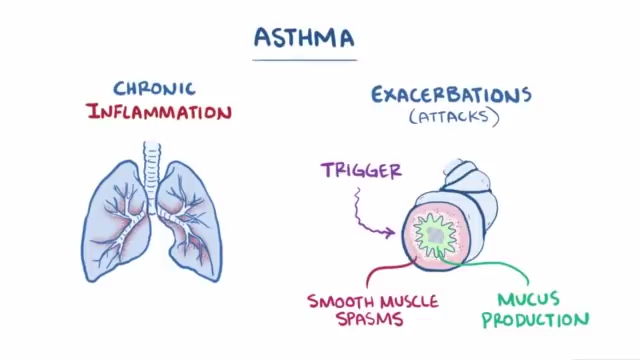 ASTHMA
CHRONIC
INFLAMMATION
EXACERBATIONS
(ATTACKS)
TRIGGER
SMOOTH MUSCLE
SPASMS
MUCUS
PRODUCTION